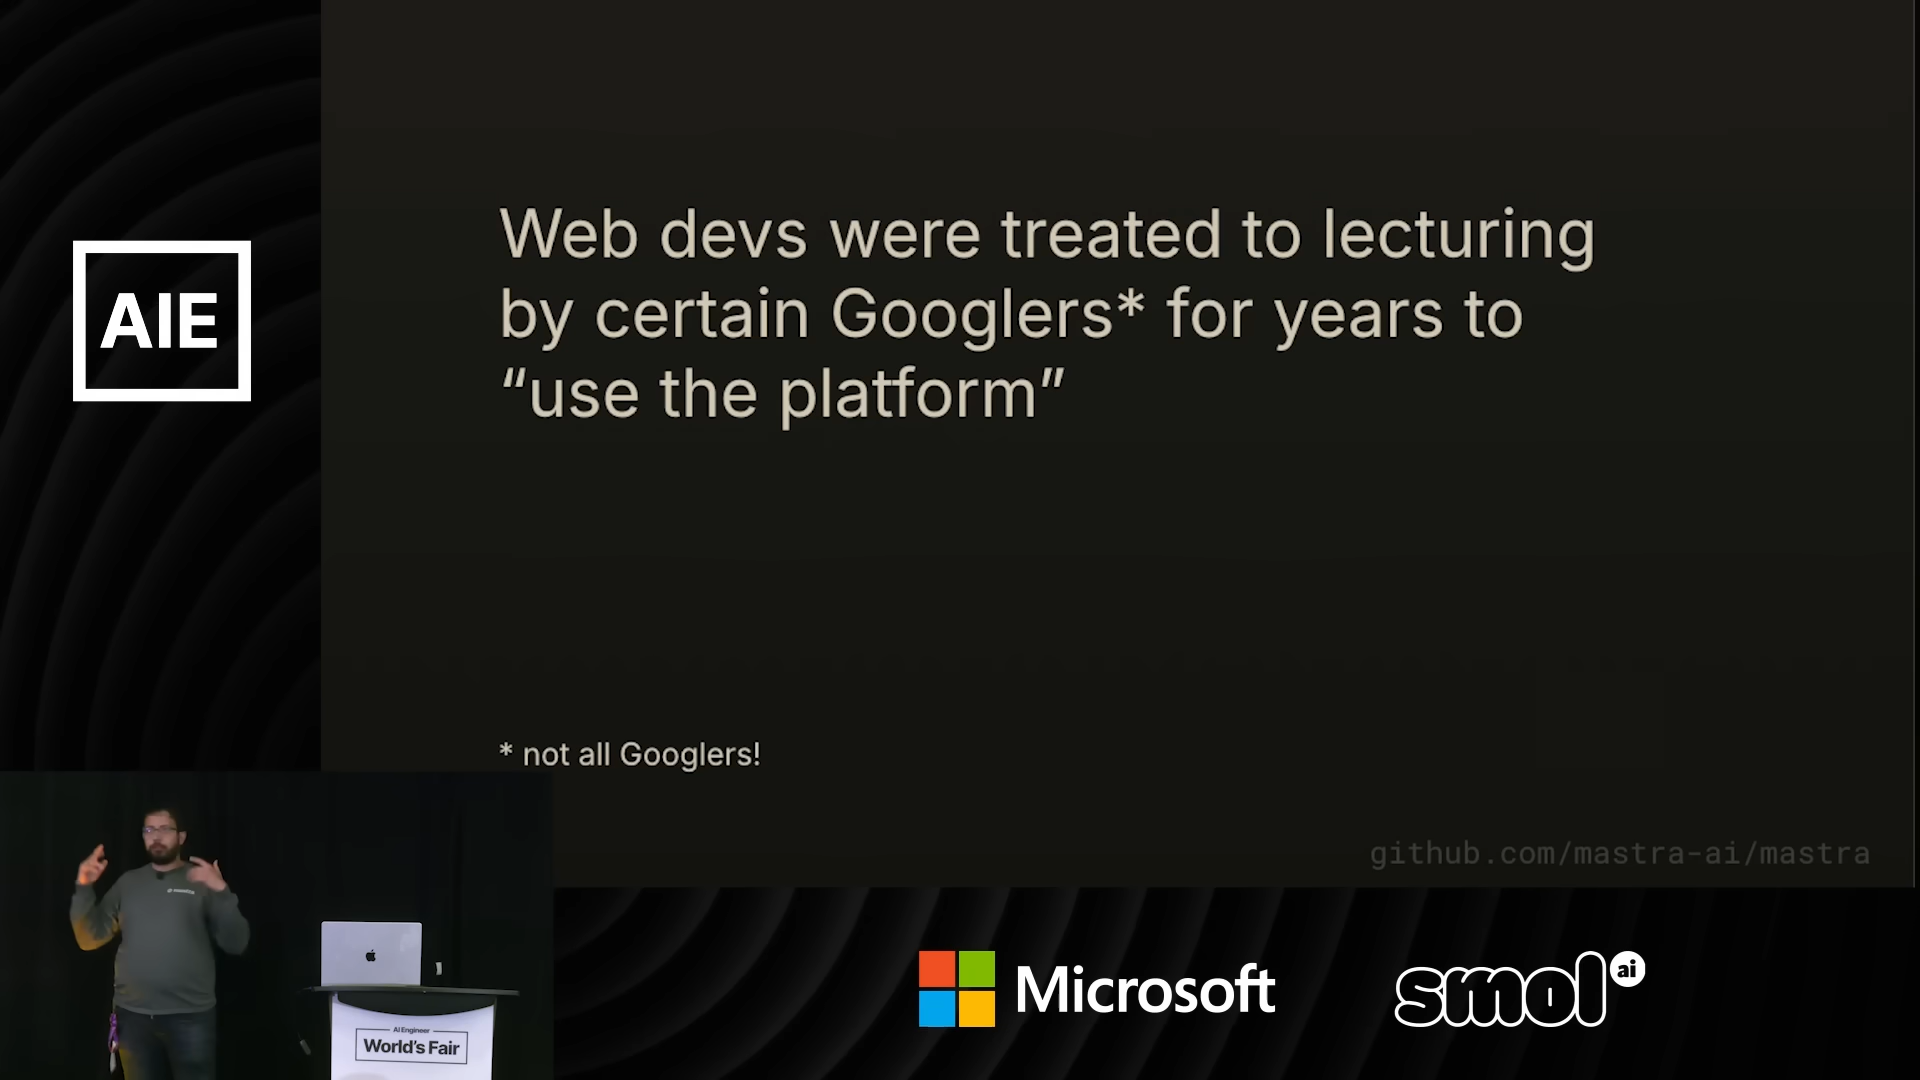 AIE
Web devs were treated to lecturing
by certain Googlers* for years to
“use the platform”
* not all Googlers!
github.com/mastra-ai/mastra
AI Engineer
World's Fair
Microsoft
smol ai